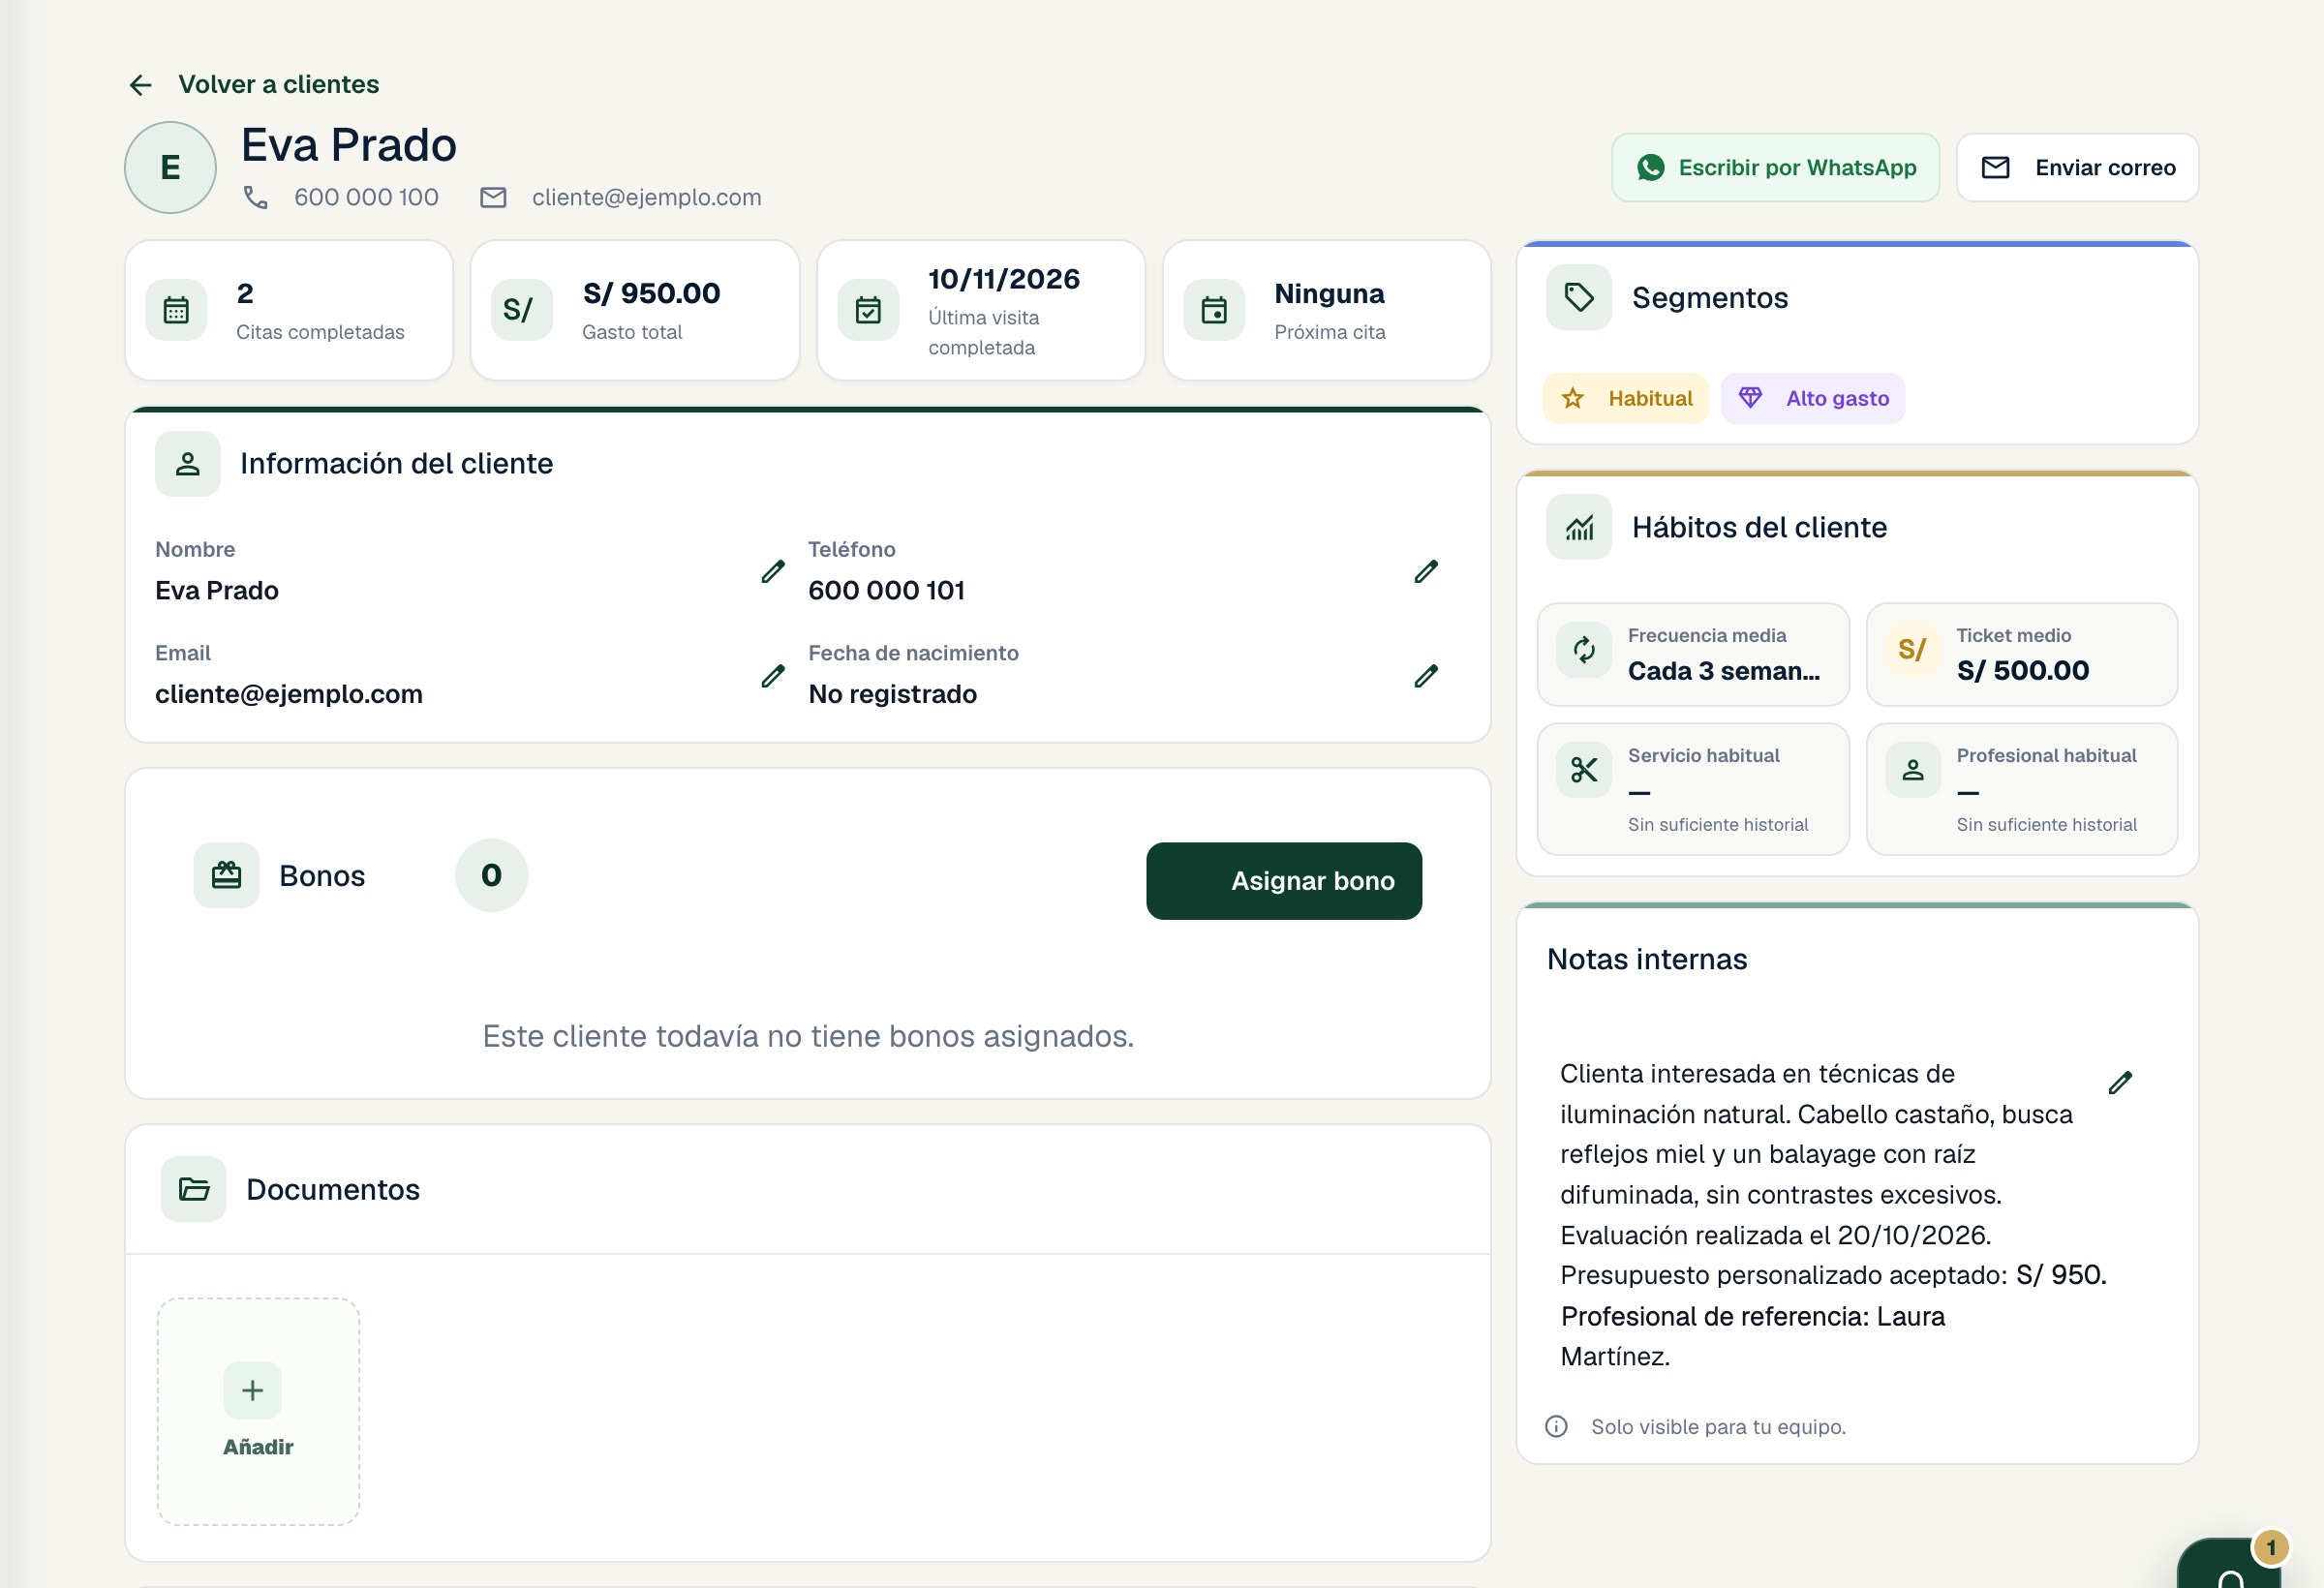 Volver a clientes
E
Eva Prado
600 000 100
cliente@ejemplo.com
Escribir por WhatsApp
Enviar correo
2
Citas completadas
S/
S/ 950.00
Gasto total
10/11/2026
Última visita
completada
Ninguna
Próxima cita
Información del cliente
Nombre
Eva Prado
Teléfono
600 000 101
Email
cliente@ejemplo.com
Fecha de nacimiento
No registrado
Bonos
0
Asignar bono
Este cliente todavía no tiene bonos asignados.
Documentos
Añadir
Segmentos
Habitual
Alto gasto
Hábitos del cliente
Frecuencia media
Cada 3 seman...
S/
Ticket medio
S/ 500.00
Servicio habitual
—
Sin suficiente historial
Profesional habitual
—
Sin suficiente historial
Notas internas
Clienta interesada en técnicas de
iluminación natural. Cabello castaño, busca
reflejos miel y un balayage con raíz
difuminada, sin contrastes excesivos.
Evaluación realizada el 20/10/2026.
Presupuesto personalizado aceptado: S/ 950.
Profesional de referencia: Laura
Martínez.
Solo visible para tu equipo.
1